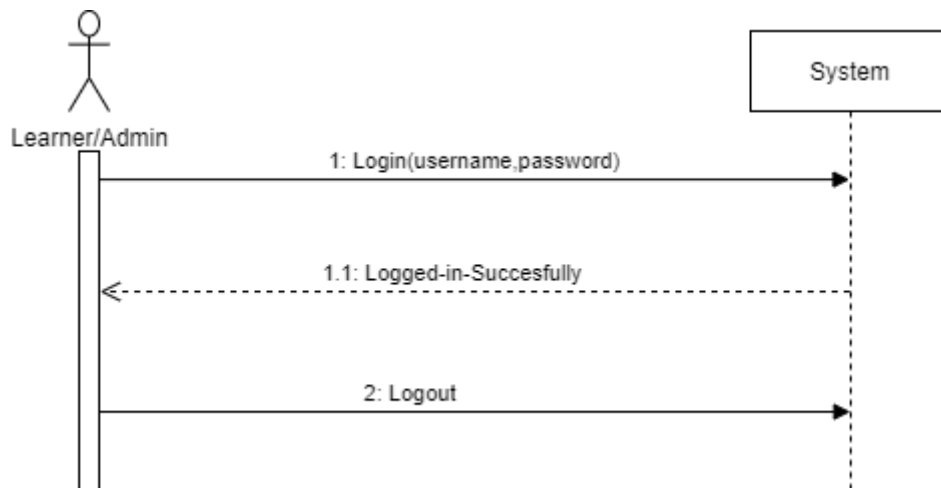 System
Learner/Admin
1: Login(username,password)
1.1: Logged-in-Succesfully
2: Logout